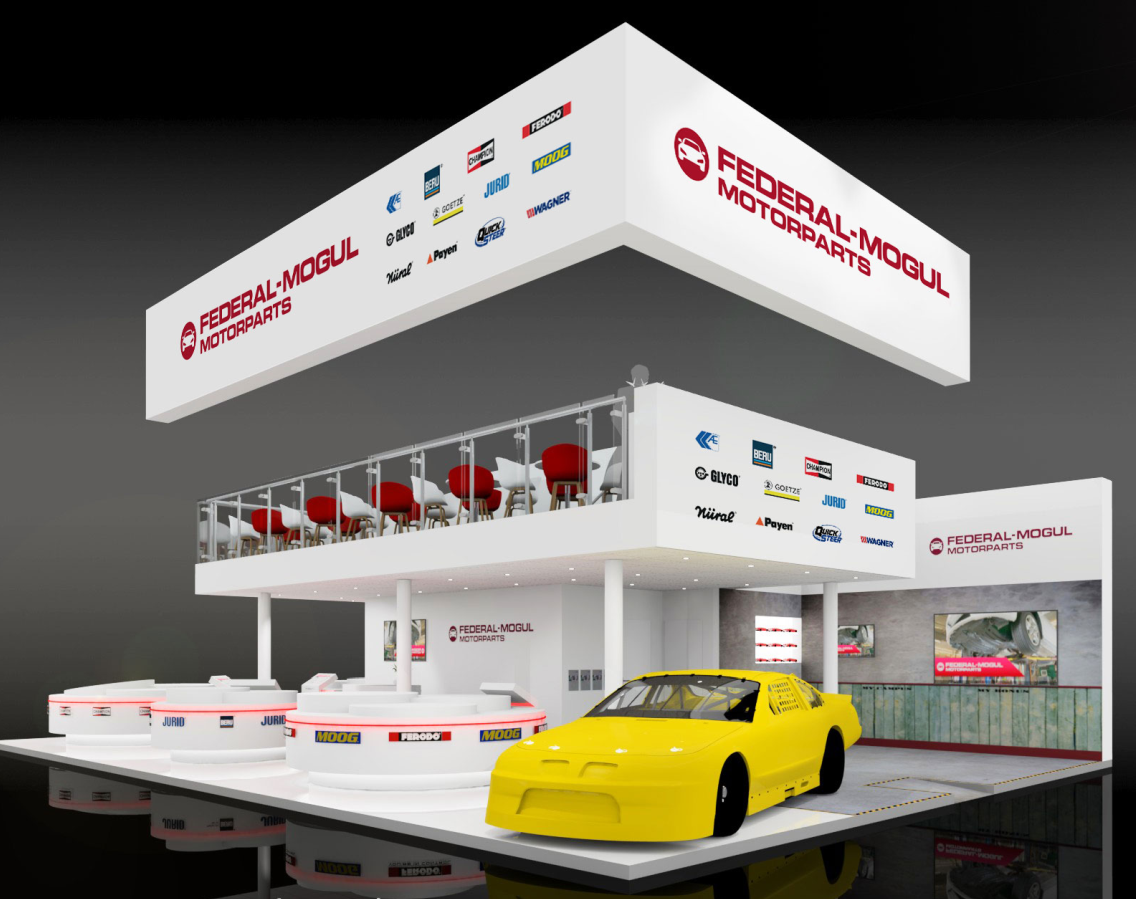 FERODO
CHAMPION
BERU
Æ
MOOG
JURID
GOETZE
GLYCO
WAGNER
QUICK
STEER
Payen
Nüral
FEDERAL-MOGUL
MOTORPARTS
FEDERAL-MOGUL
MOTORPARTS
Æ
BERU
CHAMPION
FERODO
GLYCO
GOETZE
JURID
MOOG
Nüral
Payen
QUICK
STEER
WAGNER
FEDERAL-MOGUL
MOTORPARTS
FEDERAL-MOGUL
MOTORPARTS
FEDERAL-MOGUL
MOTORPARTS
JURID
JURID
MOOG
FERODO
MOOG